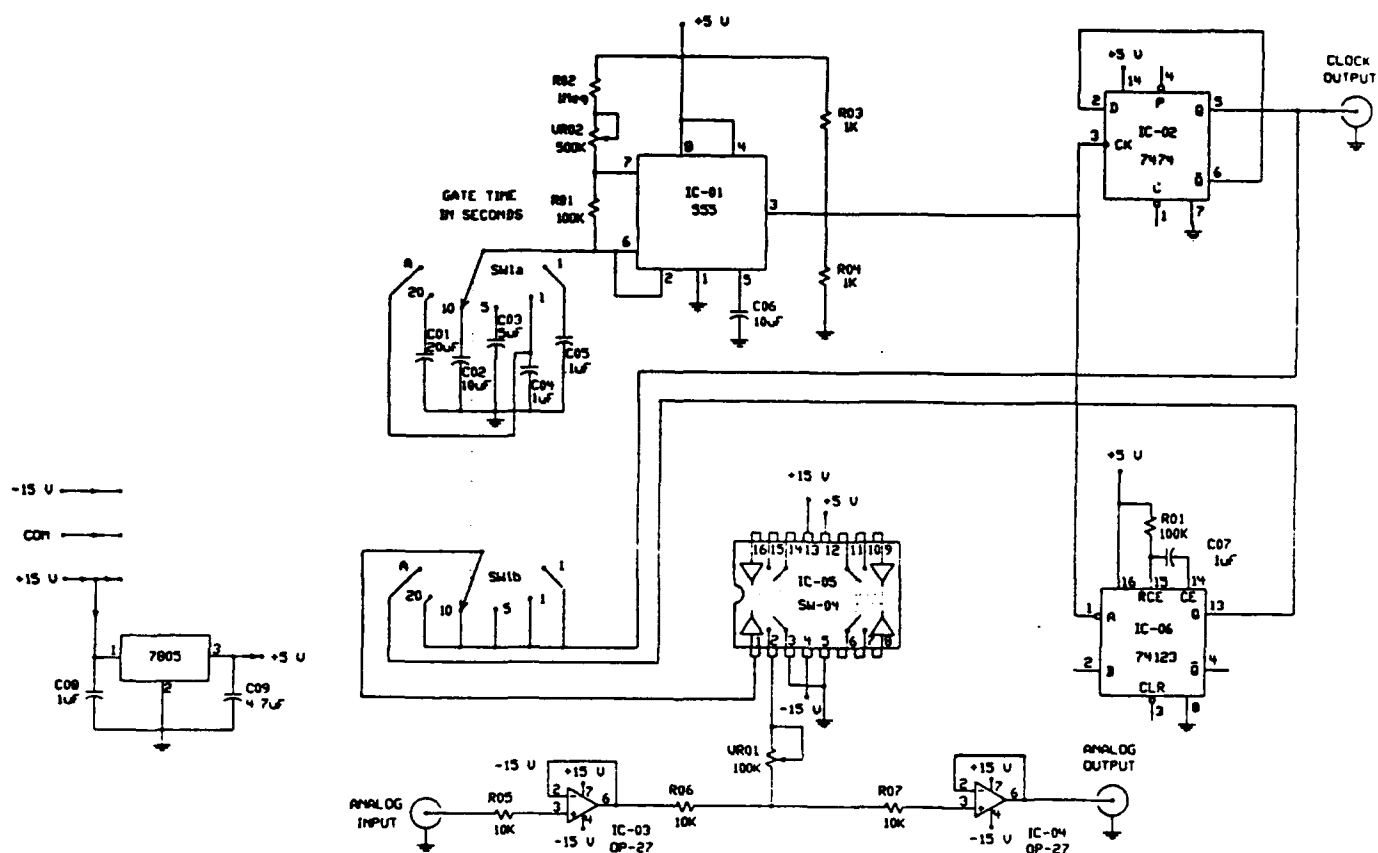 +5 V
R02
1Meg
VR02
500K
7
R01
100K
6
2
8
4
IC-01
555
3
1
5
C06
10uF
R03
1K
R04
1K
+5 V
14
4
P
2
D
3
CK
IC-02
7474
C
1
7
5
Q
6
Q
CLOCK
OUTPUT
GATE TIME
IN SECONDS
A
20
10
SW1a
5
1
1
C01
20uF
C02
10uF
C03
C04
1uF
C05
1uF
-15 V
COM
+15 V
1
7805
3
+5 V
2
C08
1uF
C09
4.7uF
A
20
10
SW1b
5
1
1
+15 V
+5 V
16 15 14 13 12 11 10 9
IC-05
SW-04
1 2 3 4 5 6 7 8
-15 V
VR01
100K
+5 V
R01
100K
C07
1uF
16
15
14
RCE
CE
1
A
IC-06
74123
Q
13
2
B
Q
4
CLR
3
8
ANALOG
INPUT
R05
10K
-15 V
+15 V
2
3
7
6
4
-15 V
IC-03
OP-27
R06
10K
R07
10K
+15 V
2
3
7
6
4
-15 V
IC-04
OP-27
ANALOG
OUTPUT